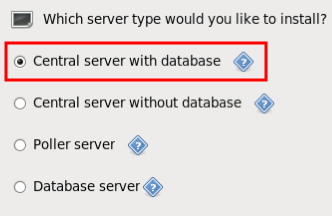 Which server type would you like to install?
Central server with database
Central server without database
Poller server
Database server